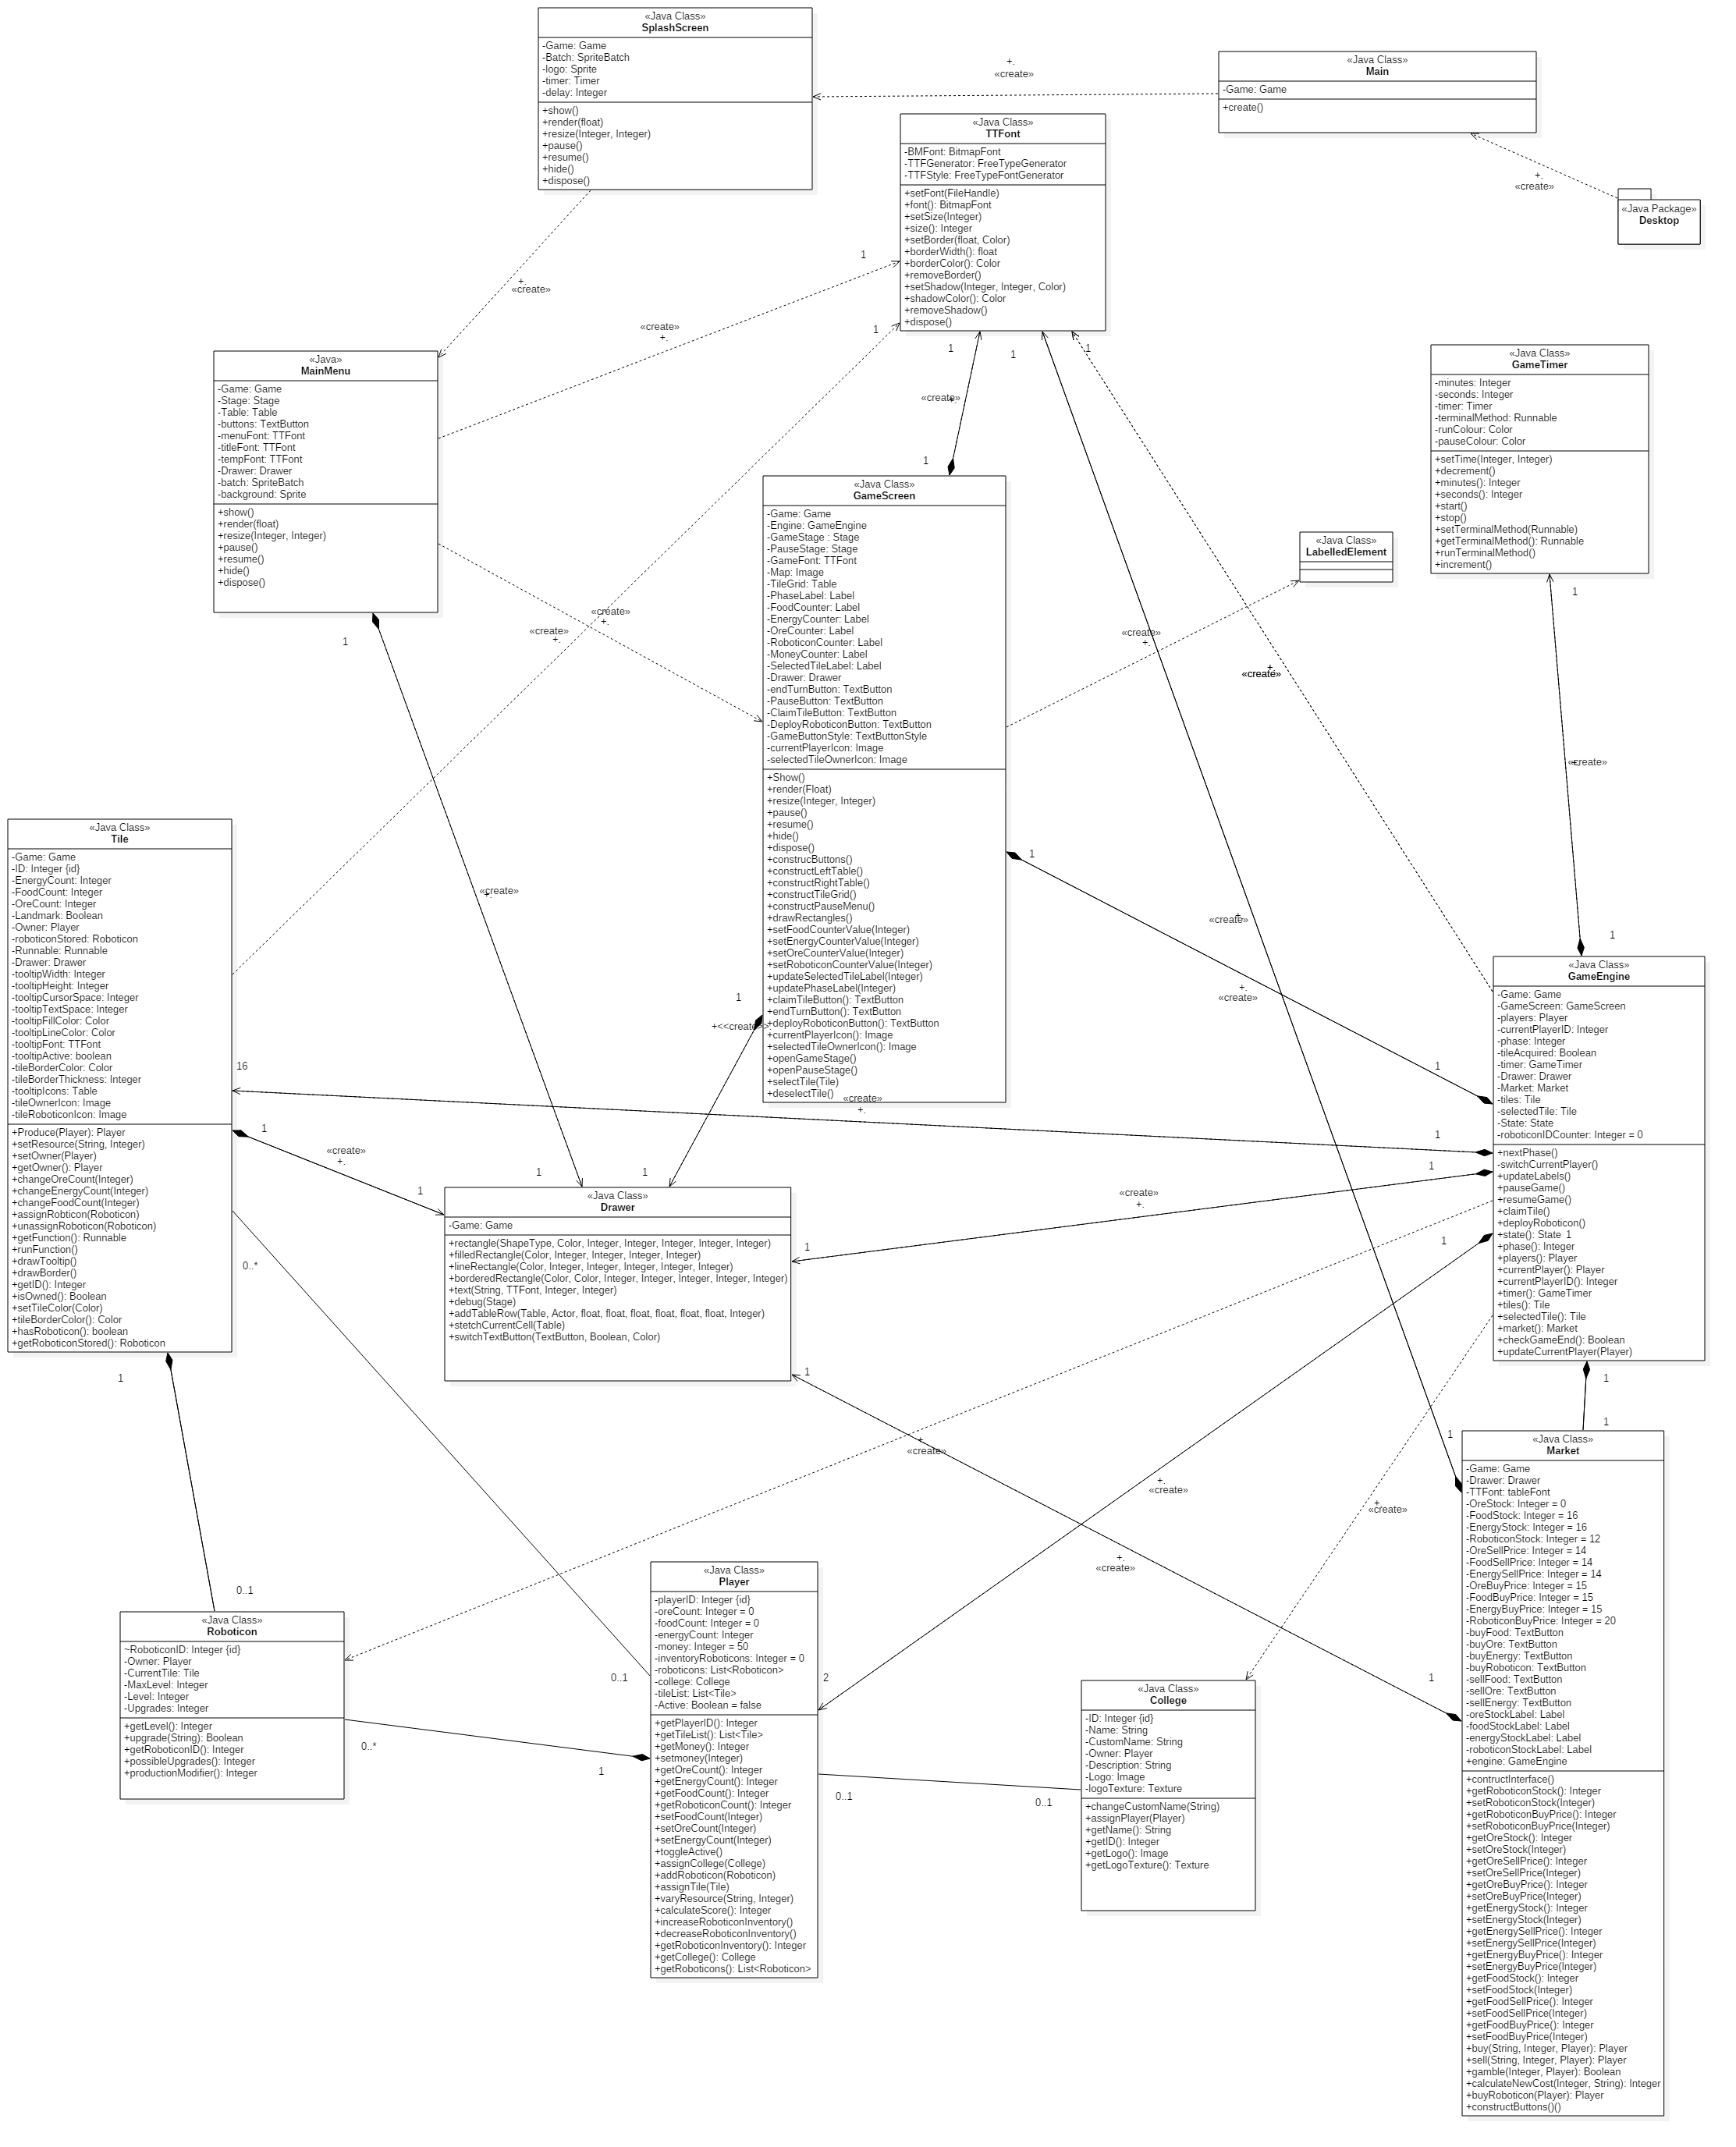 «Java Class»
SplashScreen
-Game: Game
-Batch: SpriteBatch
-logo: Sprite
-timer: Timer
-delay: Integer
+show()
+render(float)
+resize(Integer, Integer)
+pause()
+resume()
+hide()
+dispose()
+.
«create»
«Java Class»
Main
-Game: Game
+create()
+.
«create»
«Java Package»
Desktop
«Java Class»
TTFont
-BMFont: BitmapFont
-TTFGenerator: FreeTypeGenerator
-TTFStyle: FreeTypeFontGenerator
+setFont(FileHandle)
+font(): BitmapFont
+setSize(Integer)
+size(): Integer
+setBorder(float, Color)
+borderWidth(): float
+borderColor(): Color
+removeBorder()
+setShadow(Integer, Integer, Color)
+shadowColor(): Color
+removeShadow()
+dispose()
+.
«create»
1
«create»
+.
1
1
1
1
«Java»
MainMenu
-Game: Game
-Stage: Stage
-Table: Table
-buttons: TextButton
-menuFont: TTFont
-titleFont: TTFont
-tempFont: TTFont
-Drawer: Drawer
-batch: SpriteBatch
-background: Sprite
+show()
+render(float)
+resize(Integer, Integer)
+pause()
+resume()
+hide()
+dispose()
1
«create»
+.
1
«Java Class»
GameTimer
-minutes: Integer
-seconds: Integer
-timer: Timer
-terminalMethod: Runnable
-runColour: Color
-pauseColour: Color
+setTime(Integer, Integer)
+decrement()
+minutes(): Integer
+seconds(): Integer
+start()
+stop()
+setTerminalMethod(Runnable)
+getTerminalMethod(): Runnable
+runTerminalMethod()
+increment()
1
«Java Class»
GameScreen
-Game: Game
-Engine: GameEngine
-GameStage : Stage
-PauseStage: Stage
-GameFont: TTFont
-Map: Image
-TileGrid: Table
-PhaseLabel: Label
-FoodCounter: Label
-EnergyCounter: Label
-OreCounter: Label
-RoboticonCounter: Label
-MoneyCounter: Label
-SelectedTileLabel: Label
-Drawer: Drawer
-endTurnButton: TextButton
-PauseButton: TextButton
-ClaimTileButton: TextButton
-DeployRoboticonButton: TextButton
-GameButtonStyle: TextButtonStyle
-currentPlayerIcon: Image
-selectedTileOwnerIcon: Image
+Show()
+render(Float)
+resize(Integer, Integer)
+pause()
+resume()
+hide()
+dispose()
+construcButtons()
+constructLeftTable()
+constructRightTable()
+constructTileGrid()
+constructPauseMenu()
+drawRectangles()
+setFoodCounterValue(Integer)
+setEnergyCounterValue(Integer)
+setOreCounterValue(Integer)
+setRoboticonCounterValue(Integer)
+updateSelectedTileLabel(Integer)
+updatePhaseLabel(Integer)
+claimTileButton(): TextButton
+endTurnButton(): TextButton
+deployRoboticonButton(): TextButton
+currentPlayerIcon(): Image
+selectedTileOwnerIcon(): Image
+openGameStage()
+openPauseStage()
+selectTile(Tile)
+deselectTile()
«Java Class»
LabelledElement
«create»
+.
«create»
+.
«create»
+.
+.
«create»
«create»
1
1
«create»
+.
+.
«create»
+.
«create»
1
1
+<<create>>.
«create»
+.
«Java Class»
Tile
-Game: Game
-ID: Integer {id}
-EnergyCount: Integer
-FoodCount: Integer
-OreCount: Integer
-Landmark: Boolean
-Owner: Player
-roboticonStored: Roboticon
-Runnable: Runnable
-Drawer: Drawer
-tooltipWidth: Integer
-tooltipHeight: Integer
-tooltipCursorSpace: Integer
-tooltipTextSpace: Integer
-tooltipFillColor: Color
-tooltipLineColor: Color
-tooltipFont: TTFont
-tooltipActive: boolean
-tileBorderColor: Color
-tileBorderThickness: Integer
-tooltipIcons: Table
-tileOwnerIcon: Image
-tileRoboticonIcon: Image
+Produce(Player): Player
+setResource(String, Integer)
+setOwner(Player)
+getOwner(): Player
+changeOreCount(Integer)
+changeEnergyCount(Integer)
+changeFoodCount(Integer)
+assignRobticon(Roboticon)
+unassignRoboticon(Roboticon)
+getFunction(): Runnable
+runFunction()
+drawTooltip()
+drawBorder()
+getID(): Integer
+isOwned(): Boolean
+setTileColor(Color)
+tileBorderColor(): Color
+hasRoboticon(): boolean
+getRoboticonStored(): Roboticon
16
1
«create»
+.
1
1
1
0..*
1
0..1
«Java Class»
Drawer
-Game: Game
+rectangle(ShapeType, Color, Integer, Integer, Integer, Integer, Integer)
+filledRectangle(Color, Integer, Integer, Integer, Integer)
+lineRectangle(Color, Integer, Integer, Integer, Integer, Integer)
+borderedRectangle(Color, Color, Integer, Integer, Integer, Integer, Integer)
+text(String, TTFont, Integer, Integer)
+debug(Stage)
+addTableRow(Table, Actor, float, float, float, float, float, float, Integer)
+stetchCurrentCell(Table)
+switchTextButton(TextButton, Boolean, Color)
1
1
«Java Class»
GameEngine
-Game: Game
-GameScreen: GameScreen
-players: Player
-currentPlayerID: Integer
-phase: Integer
-tileAcquired: Boolean
-timer: GameTimer
-Drawer: Drawer
-Market: Market
-tiles: Tile
-selectedTile: Tile
-State: State
-roboticonIDCounter: Integer = 0
+nextPhase()
-switchCurrentPlayer()
+updateLabels()
+pauseGame()
+resumeGame()
+claimTile()
+deployRoboticon()
+state(): State 1
+phase(): Integer
+players(): Player
+currentPlayer(): Player
+currentPlayerID(): Integer
+timer(): GameTimer
+tiles(): Tile
+selectedTile(): Tile
+market(): Market
+checkGameEnd(): Boolean
+updateCurrentPlayer(Player)
1
1
1
1
«create»
+.
1
1
1
1
+.
«create»
+.
«create»
+.
«create»
+.
«create»
«Java Class»
Market
-Game: Game
-Drawer: Drawer
-TTFont: tableFont
-OreStock: Integer = 0
-FoodStock: Integer = 16
-EnergyStock: Integer = 16
-RoboticonStock: Integer = 12
-OreSellPrice: Integer = 14
-FoodSellPrice: Integer = 14
-EnergySellPrice: Integer = 14
-OreBuyPrice: Integer = 15
-FoodBuyPrice: Integer = 15
-EnergyBuyPrice: Integer = 15
-RoboticonBuyPrice: Integer = 20
-buyFood: TextButton
-buyOre: TextButton
-buyEnergy: TextButton
-buyRoboticon: TextButton
-sellFood: TextButton
-sellOre: TextButton
-sellEnergy: TextButton
-oreStockLabel: Label
-foodStockLabel: Label
-energyStockLabel: Label
-roboticonStockLabel: Label
+engine: GameEngine
+contructInterface()
+getRoboticonStock(): Integer
+setRoboticonStock(Integer)
+getRoboticonBuyPrice(): Integer
+setRoboticonBuyPrice(Integer)
+getOreStock(): Integer
+setOreStock(Integer)
+getOreSellPrice(): Integer
+setOreSellPrice(Integer)
+getOreBuyPrice(): Integer
+setOreBuyPrice(Integer)
+getEnergyStock(): Integer
+setEnergyStock(Integer)
+getEnergySellPrice(): Integer
+setEnergySellPrice(Integer)
+getEnergyBuyPrice(): Integer
+setEnergyBuyPrice(Integer)
+getFoodStock(): Integer
+setFoodStock(Integer)
+getFoodSellPrice(): Integer
+setFoodSellPrice(Integer)
+getFoodBuyPrice(): Integer
+setFoodBuyPrice(Integer)
+buy(String, Integer, Player): Player
+sell(String, Integer, Player): Player
+gamble(Integer, Player): Boolean
+calculateNewCost(Integer, String): Integer
+buyRoboticon(Player): Player
+constructButtons()()
1
«Java Class»
Roboticon
~RoboticonID: Integer {id}
-Owner: Player
-CurrentTile: Tile
-MaxLevel: Integer
-Level: Integer
-Upgrades: Integer
+getLevel(): Integer
+upgrade(String): Boolean
+getRoboticonID(): Integer
+possibleUpgrades(): Integer
+productionModifier(): Integer
0..*
1
0..1
2
«Java Class»
Player
-playerID: Integer {id}
-oreCount: Integer = 0
-foodCount: Integer = 0
-energyCount: Integer
-money: Integer = 50
-inventoryRoboticons: Integer = 0
-roboticons: List<Roboticon>
-college: College
-tileList: List<Tile>
-Active: Boolean = false
+getPlayerID(): Integer
+getTileList(): List<Tile>
+getMoney(): Integer
+setmoney(Integer)
+getOreCount(): Integer
+getEnergyCount(): Integer
+getFoodCount(): Integer
+getRoboticonCount(): Integer
+setFoodCount(Integer)
+setOreCount(Integer)
+setEnergyCount(Integer)
+toggleActive()
+assignCollege(College)
+addRoboticon(Roboticon)
+assignTile(Tile)
+varyResource(String, Integer)
+calculateScore(): Integer
+increaseRoboticonInventory()
+decreaseRoboticonInventory()
+getRoboticonInventory(): Integer
+getCollege(): College
+getRoboticons(): List<Roboticon>
0..1
0..1
«Java Class»
College
-ID: Integer {id}
-Name: String
-CustomName: String
-Owner: Player
-Description: String
-Logo: Image
-logoTexture: Texture
+changeCustomName(String)
+assignPlayer(Player)
+getName(): String
+getID(): Integer
+getLogo(): Image
+getLogoTexture(): Texture